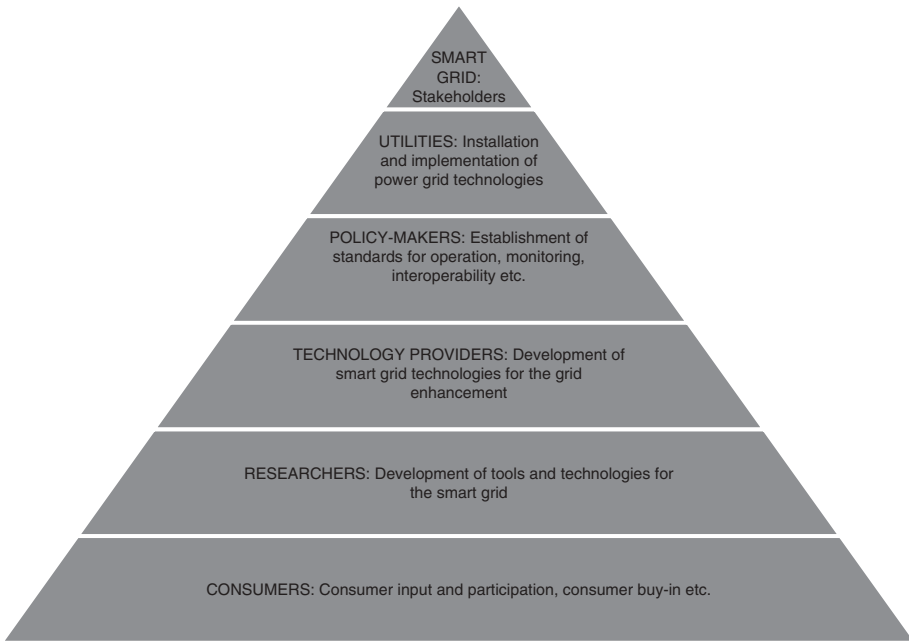 SMART
GRID:
Stakeholders
UTILITIES: Installation
and implementation of
power grid technologies
POLICY-MAKERS: Establishment of
standards for operation, monitoring,
interoperability etc.
TECHNOLOGY PROVIDERS: Development of
smart grid technologies for the grid
enhancement
RESEARCHERS: Development of tools and technologies for
the smart grid
CONSUMERS: Consumer input and participation, consumer buy-in etc.